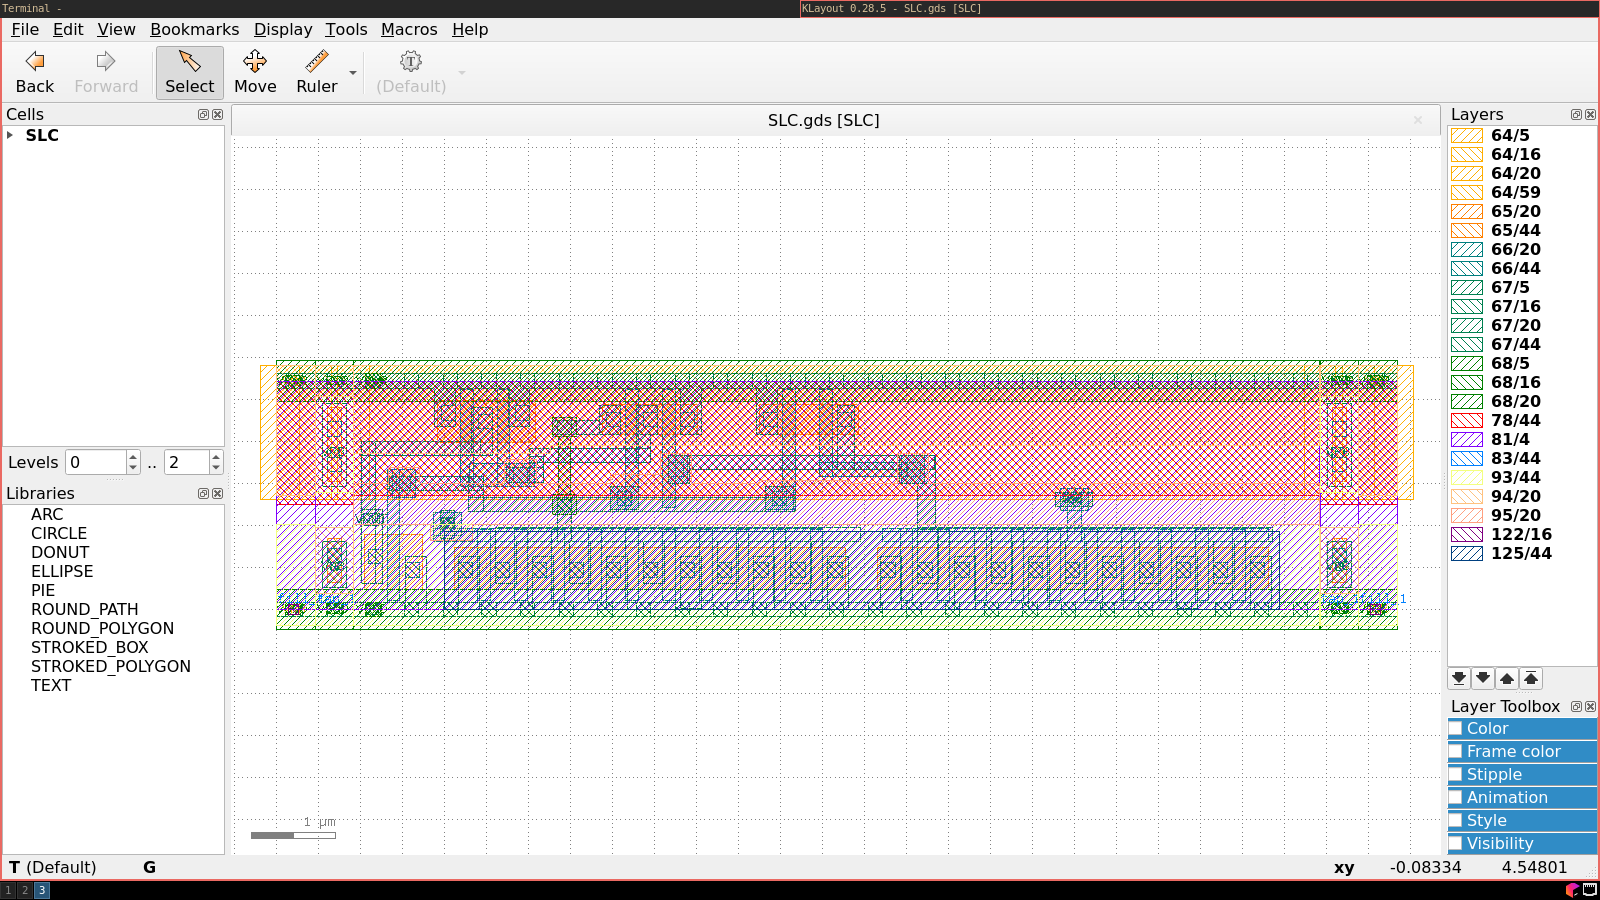 Terminal -
KLayout 0.28.5 - SLC.gds [SLC]
File Edit View Bookmarks Display Tools Macros Help
Back Forward Select Move Ruler (Default)
Cells
SLC
Levels 0 .. 2
Libraries
ARC
CIRCLE
DONUT
ELLIPSE
PIE
ROUND_PATH
ROUND_POLYGON
STROKED_BOX
STROKED_POLYGON
TEXT
SLC.gds [SLC]
1 µm
Layers
64/5
64/16
64/20
64/59
65/20
65/44
66/20
66/44
67/5
67/16
67/20
67/44
68/5
68/16
68/20
78/44
81/4
83/44
93/44
94/20
95/20
122/16
125/44
Layer Toolbox
Color
Frame color
Stipple
Animation
Style
Visibility
T (Default) G xy -0.08334 4.54801
1 2 3